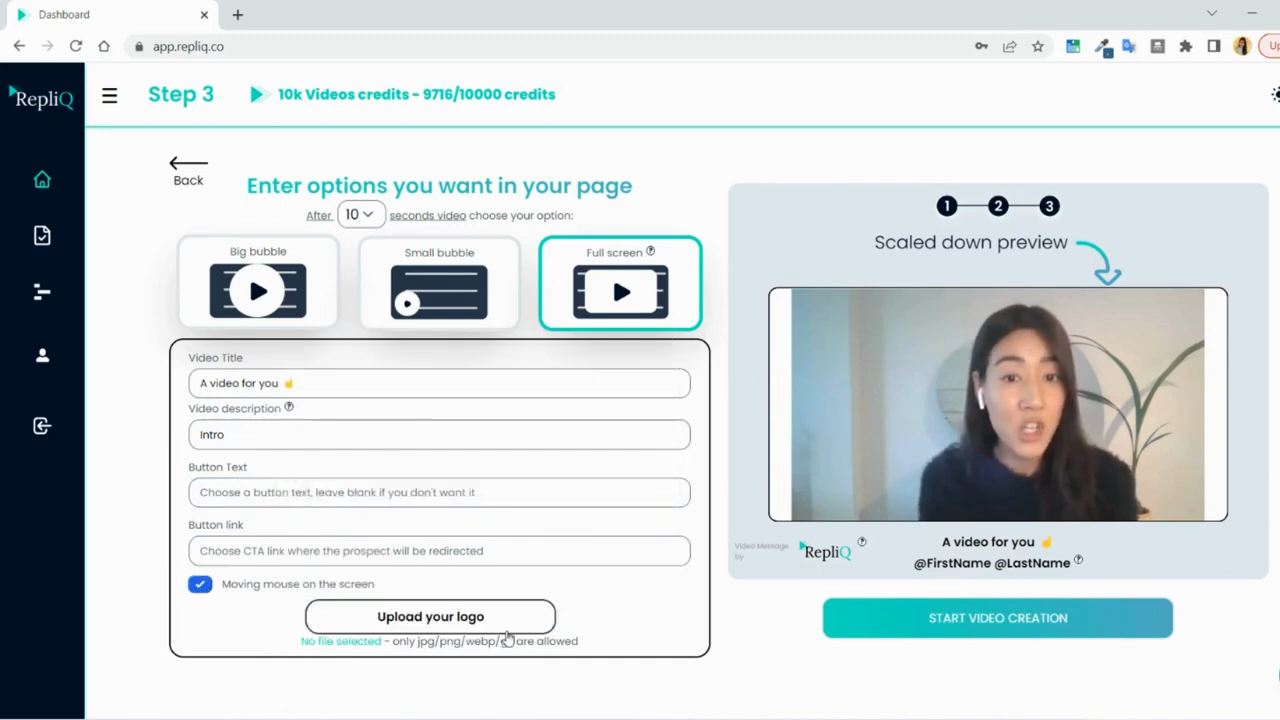 Dashboard
app.repliq.co
RepliQ
Step 3
10k Videos credits - 9716/10000 credits
Back
Enter options you want in your page
After 10 seconds video choose your option:
Big bubble
Small bubble
Full screen
Video Title
A video for you ☝
Video description
Intro
Button Text
Choose a button text, leave blank if you don't want it
Button link
Choose CTA link where the prospect will be redirected
Moving mouse on the screen
Upload your logo
No file selected - only jpg/png/webp/ are allowed
1 2 3
Scaled down preview
Video Message by
RepliQ
A video for you ☝
@FirstName @LastName
START VIDEO CREATION